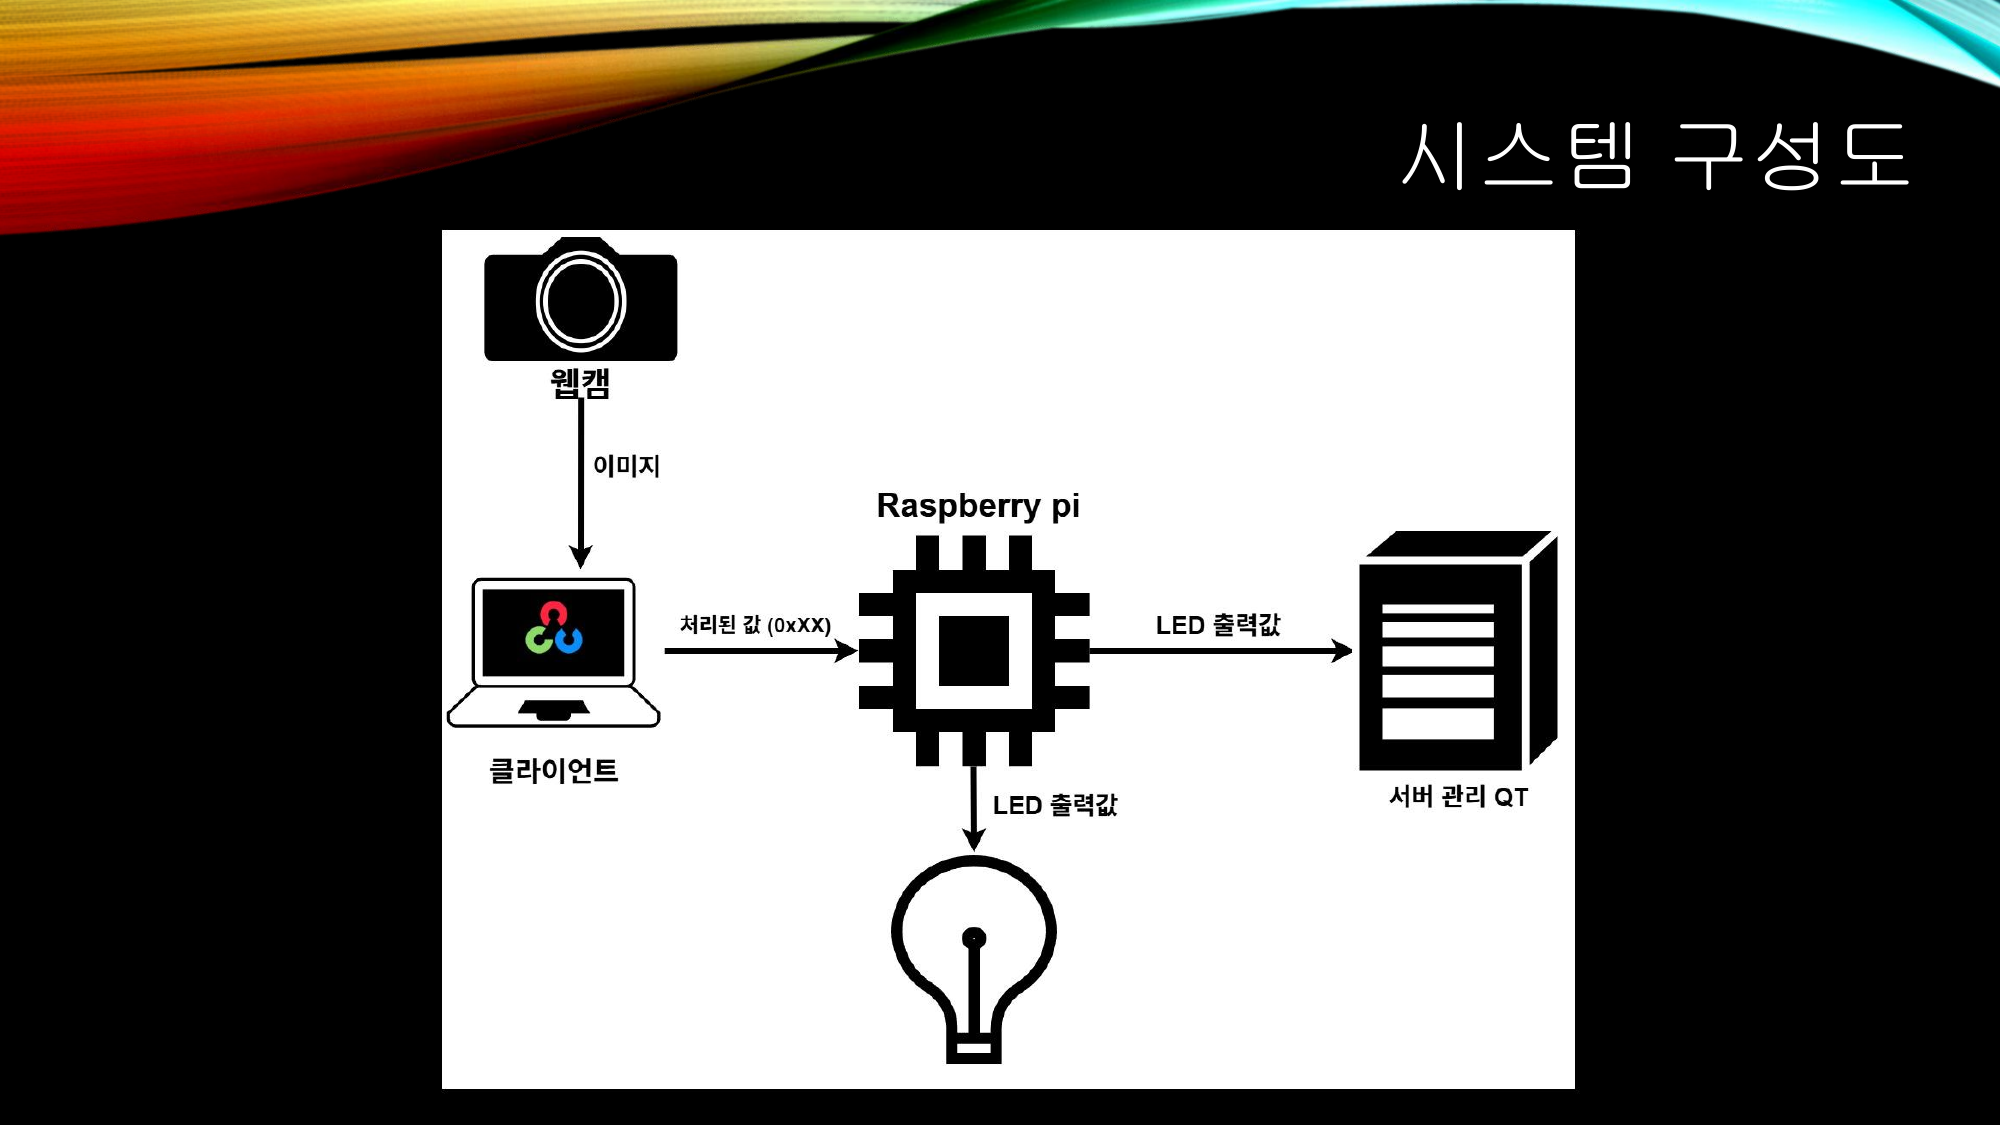 시스템 구성도
웹캠
이미지
Raspberry pi
처리된 값 (0xXX)
LED 출력값
클라이언트
서버 관리 QT
LED 출력값